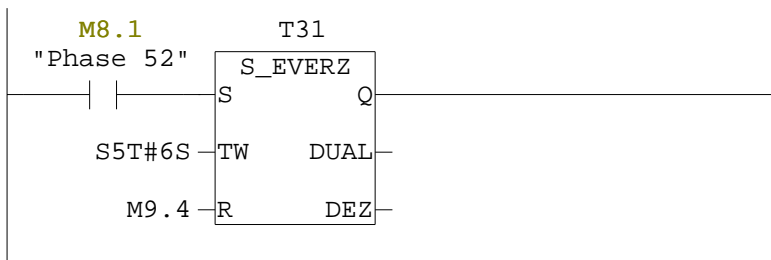 M8.1 T31
"Phase 52" S_EVERZ
S Q
S5T#6S TW DUAL
M9.4 R DEZ